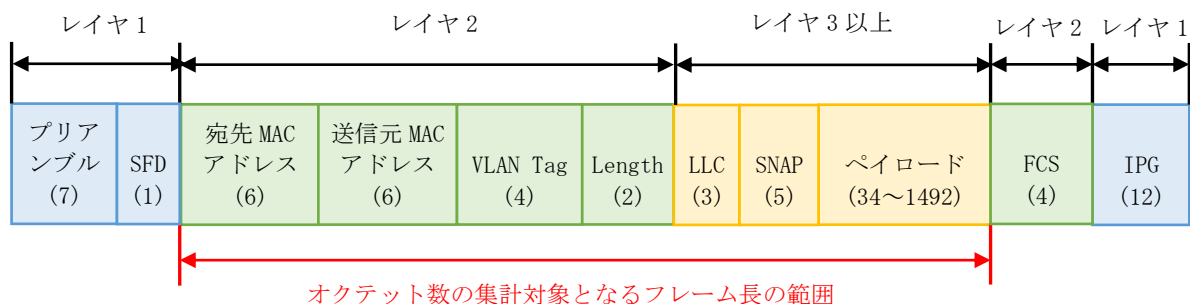 レイヤ1 レイヤ2 レイヤ3以上 レイヤ2 レイヤ1
プリア
ンブル
(7)
SFD
(1)
宛先 MAC
アドレス
(6)
送信元 MAC
アドレス
(6)
VLAN Tag
(4)
Length
(2)
LLC
(3)
SNAP
(5)
ペイロード
(34～1492)
FCS
(4)
IPG
(12)
オクテット数の集計対象となるフレーム長の範囲